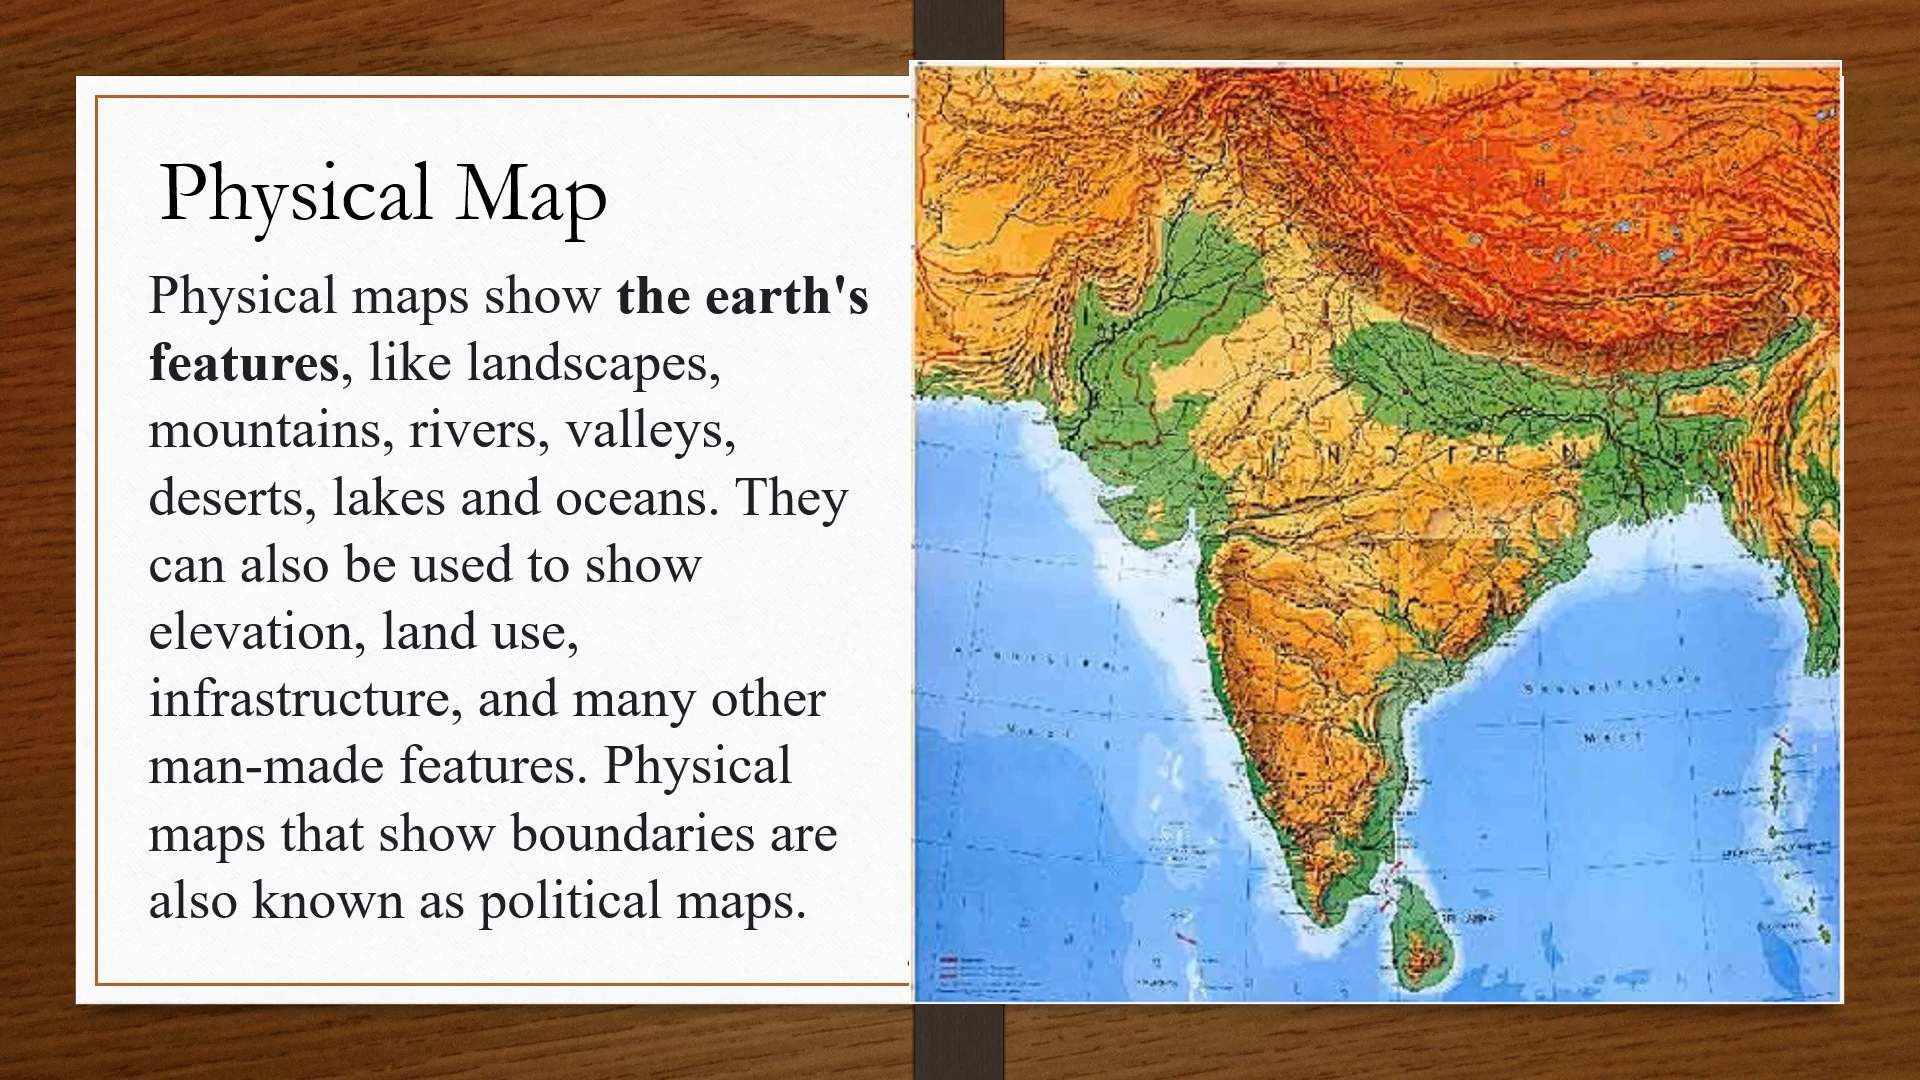 Physical Map
Physical maps show the earth's
features, like landscapes,
mountains, rivers, valleys,
deserts, lakes and oceans. They
can also be used to show
elevation, land use,
infrastructure, and many other
man-made features. Physical
maps that show boundaries are
also known as political maps.